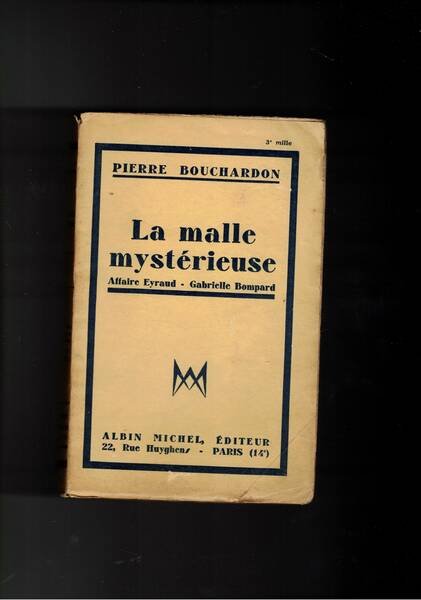 3e mille
PIERRE BOUCHARDON
La malle
mystérieuse
Affaire Eyraud - Gabrielle Bompard
ALBIN MICHEL, ÉDITEUR
22, Rue Huyghens - PARIS (14e)